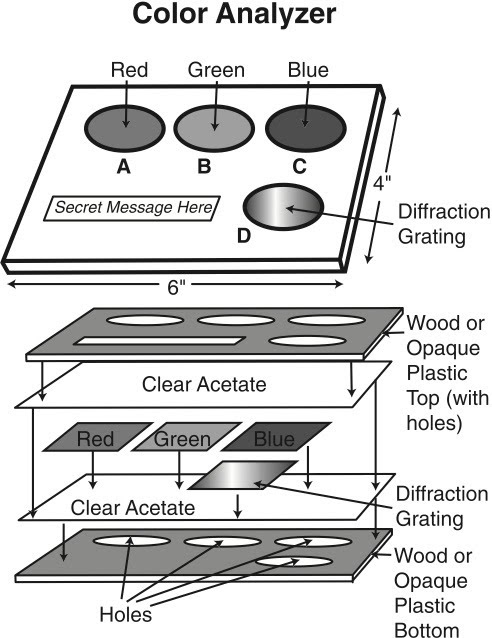 Color Analyzer
Red
Green
Blue
A
B
C
Secret Message Here
D
4"
Diffraction
Grating
6"
Wood or
Opaque
Plastic
Top (with
holes)
Clear Acetate
Red
Green
Blue
Clear Acetate
Diffraction
Grating
Wood or
Opaque
Plastic
Bottom
Holes